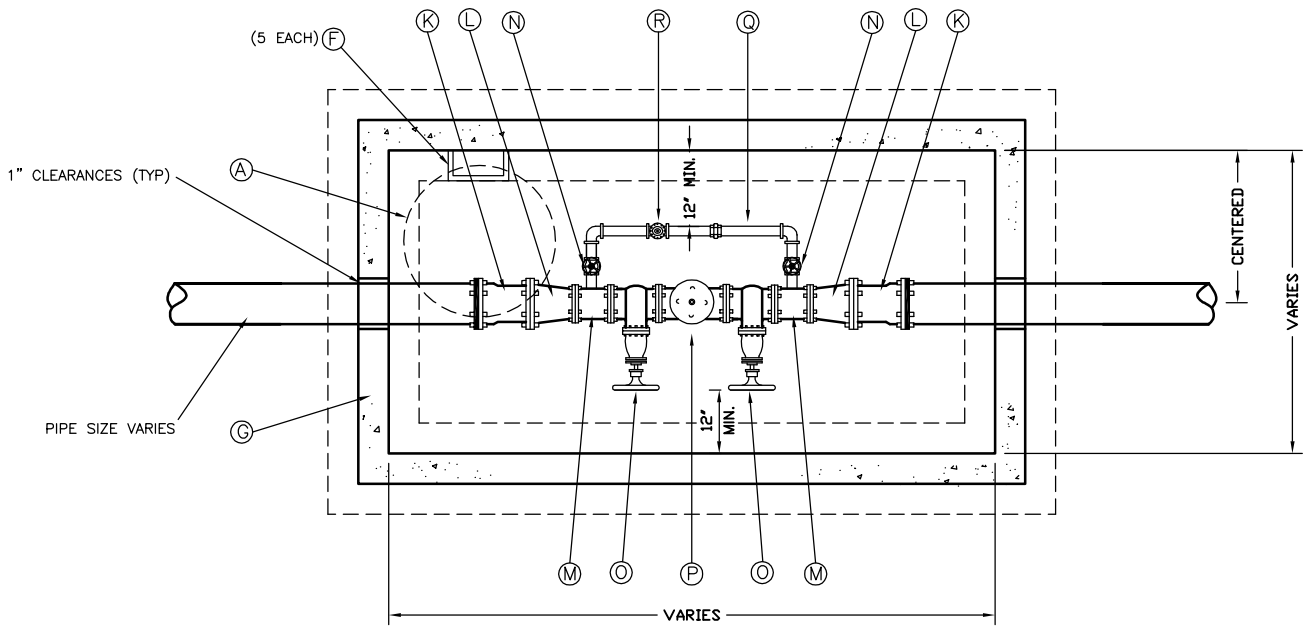 (5 EACH) F
K
L
N
R
Q
N
L
K
A
1" CLEARANCES (TYP)
12" MIN.
CENTERED
VARIES
PIPE SIZE VARIES
G
12"
MIN.
M
O
P
O
M
VARIES